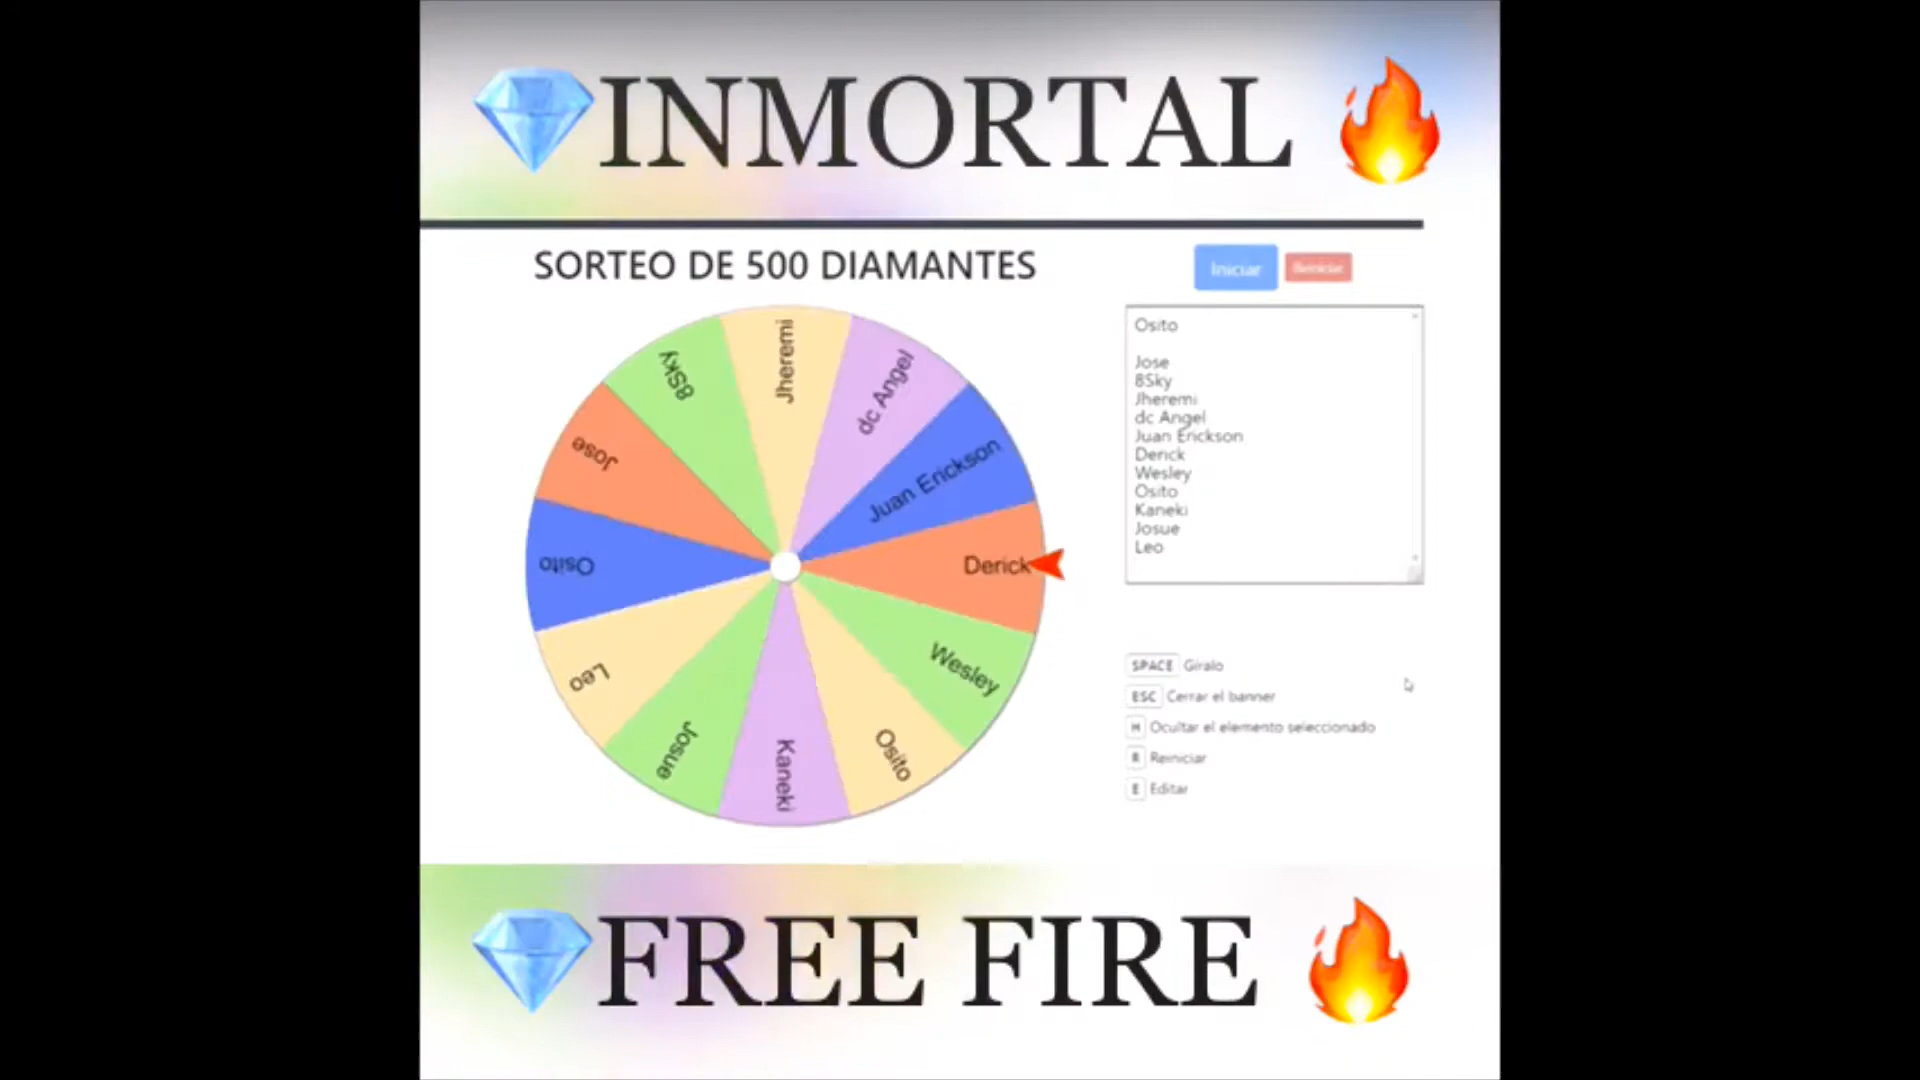 INMORTAL
SORTEO DE 500 DIAMANTES
Iniciar
Reiniciar
Jheremi
dc Angel
Juan Erickson
Derick
Wesley
Osito
Kaneki
Josue
Leo
Osito
Jose
8Sky
Osito
Jose
8Sky
Jheremi
dc Angel
Juan Erickson
Derick
Wesley
Osito
Kaneki
Josue
Leo
SPACE Gíralo
ESC Cerrar el banner
H Ocultar el elemento seleccionado
R Reiniciar
E Editar
FREE FIRE